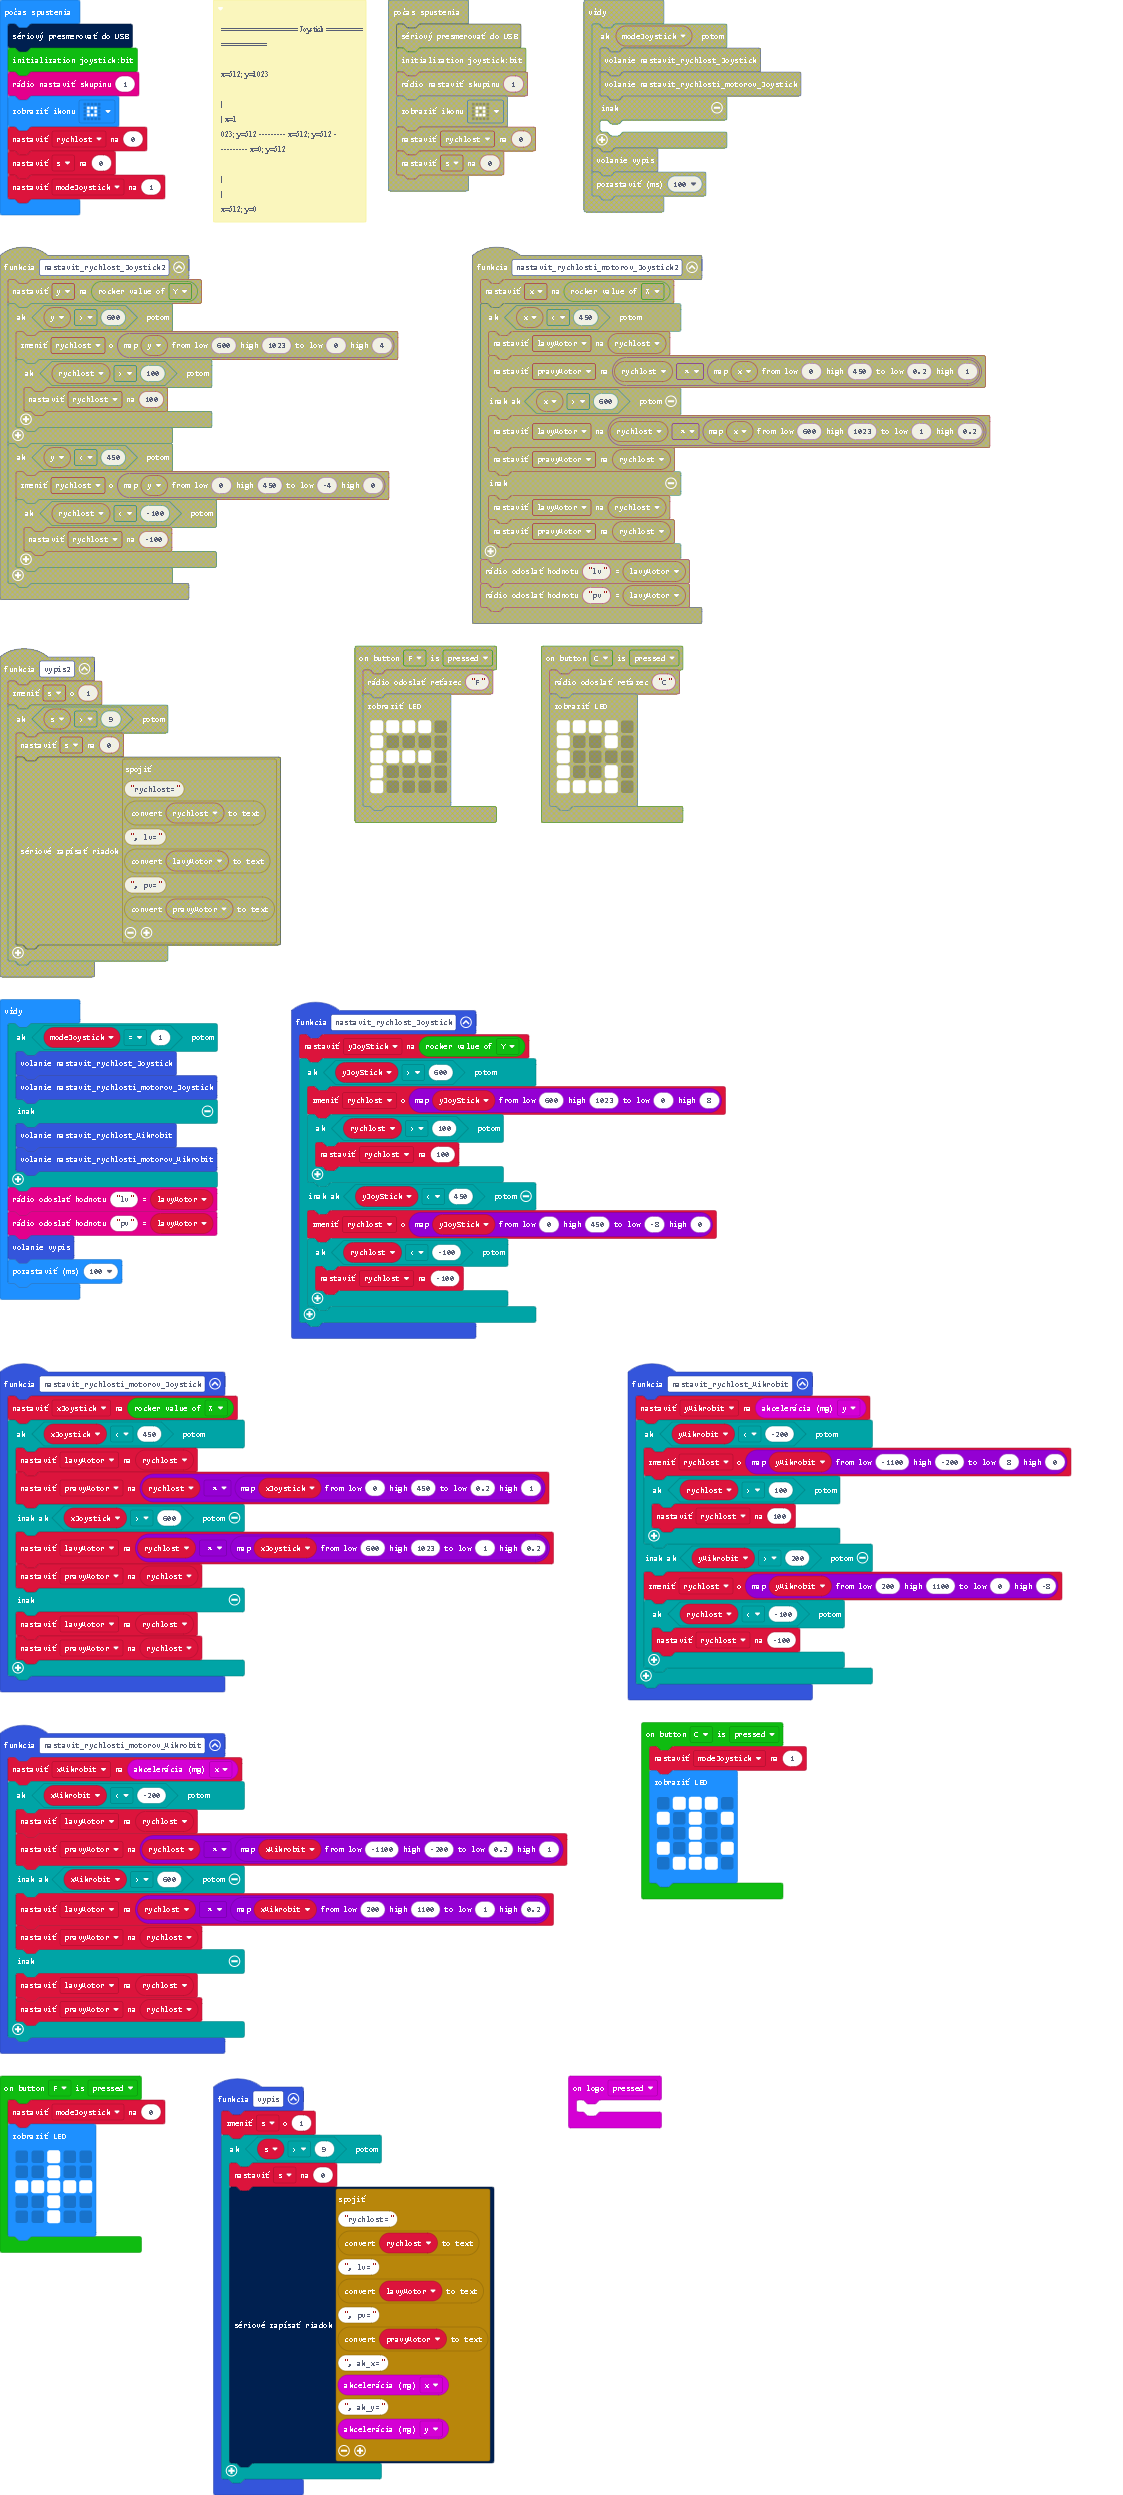 počas spustenia
sériový presmerovať do USB
initialization joystick:bit
rádio nastaviť skupinu 1
zobraziť ikonu
nastaviť rychlost na 0
nastaviť s na 0
nastaviť modeJoystick na 1
Joystick
x=512; y=1023
|
| x=1
023; y=512 --------- x=512; y=512 -
--------- x=0; y=512
|
|
x=512; y=0
počas spustenia
sériový presmerovať do USB
initialization joystick:bit
rádio nastaviť skupinu 1
zobraziť ikonu
nastaviť rychlost na 0
nastaviť s na 0
vždy
ak modeJoystick potom
volanie nastavit_rychlost_Joystick
volanie nastavit_rychlosti_motorov_Joystick
inak
volanie vypis
pozastaviť (ms) 100
funkcia nastavit_rychlost_Joystick2
nastaviť y na rocker value of Y
ak y > 600 potom
zmeniť rychlost o map y from low 600 high 1023 to low 0 high 4
ak rychlost > 100 potom
nastaviť rychlost na 100
ak y < 450 potom
zmeniť rychlost o map y from low 0 high 450 to low -4 high 0
ak rychlost < -100 potom
nastaviť rychlost na -100
funkcia nastavit_rychlosti_motorov_Joystick2
nastaviť x na rocker value of X
ak x < 450 potom
nastaviť lavyMotor na rychlost
nastaviť pravyMotor na rychlost × map x from low 0 high 450 to low 0.2 high 1
inak ak x > 600 potom
nastaviť lavyMotor na rychlost × map x from low 600 high 1023 to low 1 high 0.2
nastaviť pravyMotor na rychlost
inak
nastaviť lavyMotor na rychlost
nastaviť pravyMotor na rychlost
rádio odoslať hodnotu "lv" = lavyMotor
rádio odoslať hodnotu "pv" = lavyMotor
funkcia vypis2
zmeniť s o 1
ak s > 9 potom
nastaviť s na 0
sériové zapísať riadok spojiť
"rychlost="
convert rychlost to text
", lv="
convert lavyMotor to text
", pv="
convert pravyMotor to text
on button F is pressed
rádio odoslať reťazec "F"
zobraziť LED
on button C is pressed
rádio odoslať reťazec "C"
zobraziť LED
vždy
ak modeJoystick = 1 potom
volanie nastavit_rychlost_Joystick
volanie nastavit_rychlosti_motorov_Joystick
inak
volanie nastavit_rychlost_Mikrobit
volanie nastavit_rychlosti_motorov_Mikrobit
rádio odoslať hodnotu "lv" = lavyMotor
rádio odoslať hodnotu "pv" = lavyMotor
volanie vypis
pozastaviť (ms) 100
funkcia nastavit_rychlost_Joystick
nastaviť yJoyStick na rocker value of Y
ak yJoyStick > 600 potom
zmeniť rychlost o map yJoyStick from low 600 high 1023 to low 0 high 8
ak rychlost > 100 potom
nastaviť rychlost na 100
inak ak yJoyStick < 450 potom
zmeniť rychlost o map yJoyStick from low 0 high 450 to low -8 high 0
ak rychlost < -100 potom
nastaviť rychlost na -100
funkcia nastavit_rychlosti_motorov_Joystick
nastaviť xJoystick na rocker value of X
ak xJoystick < 450 potom
nastaviť lavyMotor na rychlost
nastaviť pravyMotor na rychlost × map xJoystick from low 0 high 450 to low 0.2 high 1
inak ak xJoystick > 600 potom
nastaviť lavyMotor na rychlost × map xJoystick from low 600 high 1023 to low 1 high 0.2
nastaviť pravyMotor na rychlost
inak
nastaviť lavyMotor na rychlost
nastaviť pravyMotor na rychlost
funkcia nastavit_rychlost_Mikrobit
nastaviť yMikrobit na akcelerácia (mg) y
ak yMikrobit < -200 potom
zmeniť rychlost o map yMikrobit from low -1100 high -200 to low 8 high 0
ak rychlost > 100 potom
nastaviť rychlost na 100
inak ak yMikrobit > 200 potom
zmeniť rychlost o map yMikrobit from low 200 high 1100 to low 0 high -8
ak rychlost < -100 potom
nastaviť rychlost na -100
funkcia nastavit_rychlosti_motorov_Mikrobit
nastaviť xMikrobit na akcelerácia (mg) x
ak xMikrobit < -200 potom
nastaviť lavyMotor na rychlost
nastaviť pravyMotor na rychlost × map xMikrobit from low -1100 high -200 to low 0.2 high 1
inak ak xMikrobit > 600 potom
nastaviť lavyMotor na rychlost × map xMikrobit from low 200 high 1100 to low 1 high 0.2
nastaviť pravyMotor na rychlost
inak
nastaviť lavyMotor na rychlost
nastaviť pravyMotor na rychlost
on button C is pressed
nastaviť modeJoystick na 1
zobraziť LED
on button F is pressed
nastaviť modeJoystick na 0
zobraziť LED
funkcia vypis
zmeniť s o 1
ak s > 9 potom
nastaviť s na 0
sériové zapísať riadok spojiť
"rychlost="
convert rychlost to text
", lv="
convert lavyMotor to text
", pv="
convert pravyMotor to text
", ak_x="
akcelerácia (mg) x
", ak_y="
akcelerácia (mg) y
on logo pressed